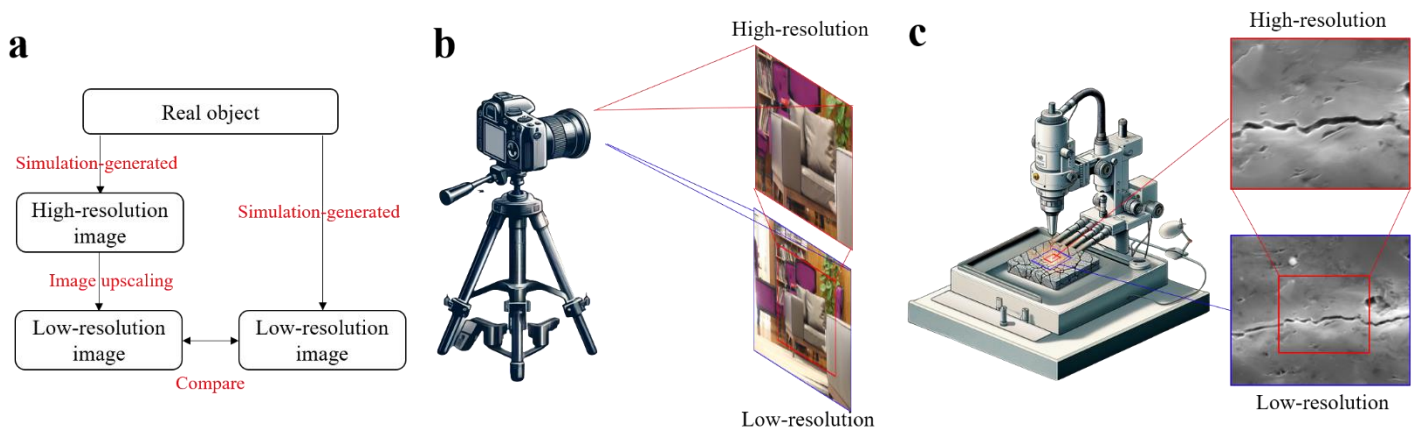 a
Real object
Simulation-generated
High-resolution
image
Simulation-generated
Image upscaling
Low-resolution
image
Low-resolution
image
Compare
b
High-resolution
Low-resolution
c
High-resolution
Low-resolution